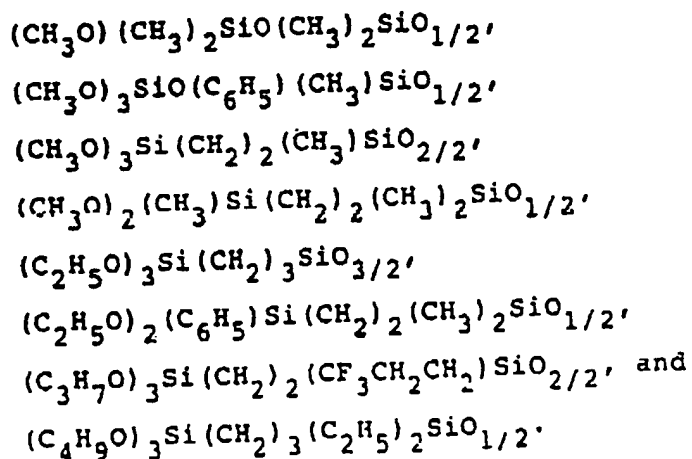 (CH3O)(CH3)2SiO(CH3)2SiO1/2,
(CH3O)3SiO(C6H5)(CH3)SiO1/2,
(CH3O)3Si(CH2)2(CH3)SiO2/2,
(CH3O)2(CH3)Si(CH2)2(CH3)2SiO1/2,
(C2H5O)3Si(CH2)3SiO3/2,
(C2H5O)2(C6H5)Si(CH2)2(CH3)2SiO1/2,
(C3H7O)3Si(CH2)2(CF3CH2CH2)SiO2/2, and
(C4H9O)3Si(CH2)3(C2H5)2SiO1/2.